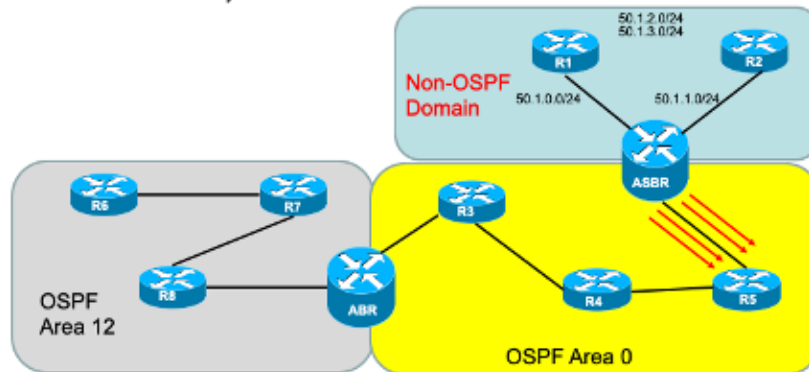 50.1.2.0/24
50.1.3.0/24
R1
R2
Non-OSPF
Domain
50.1.0.0/24
50.1.1.0/24
ASBR
R6
R7
R3
R8
ABR
R4
R5
OSPF
Area 12
OSPF Area 0